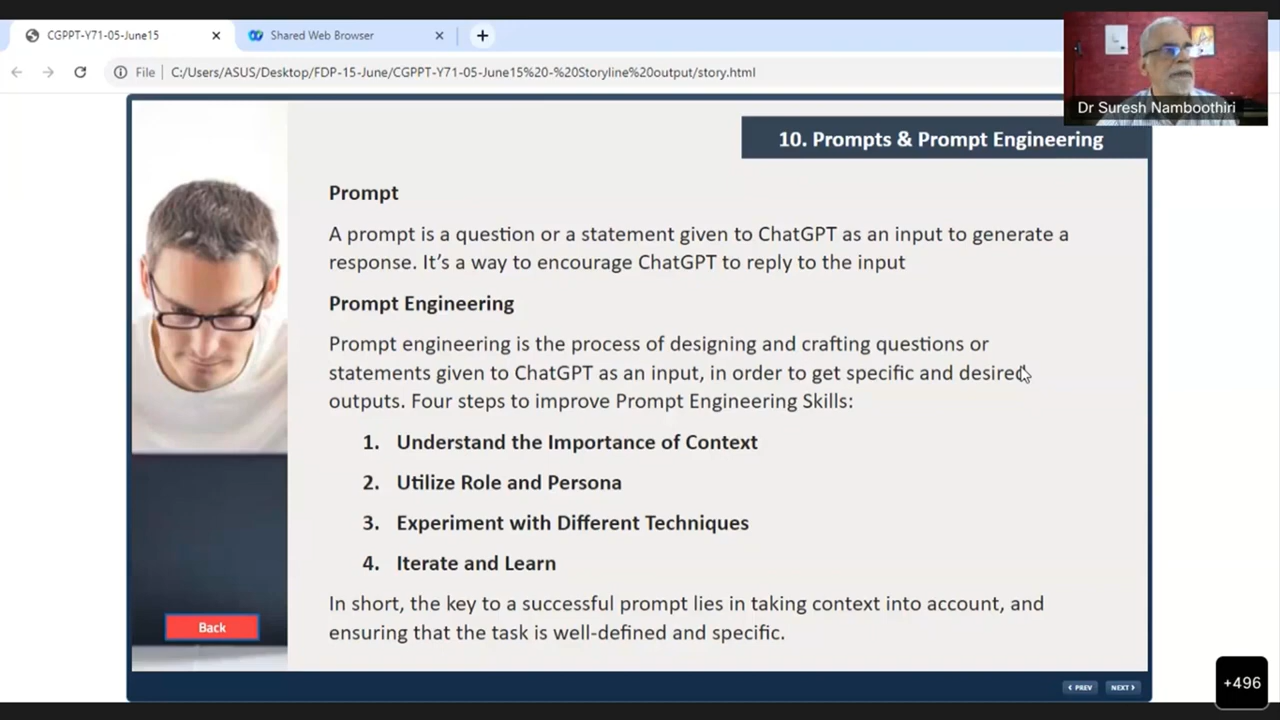 CGPPT-Y71-05-June15
Shared Web Browser
File
C:/Users/ASUS/Desktop/FDP-15-June/CGPPT-Y71-05-June15%20-%20Storyline%20output/story.html
Dr Suresh Namboothiri
10. Prompts & Prompt Engineering
Prompt
A prompt is a question or a statement given to ChatGPT as an input to generate a
response. It’s a way to encourage ChatGPT to reply to the input
Prompt Engineering
Prompt engineering is the process of designing and crafting questions or
statements given to ChatGPT as an input, in order to get specific and desired
outputs. Four steps to improve Prompt Engineering Skills:
1. Understand the Importance of Context
2. Utilize Role and Persona
3. Experiment with Different Techniques
4. Iterate and Learn
In short, the key to a successful prompt lies in taking context into account, and
ensuring that the task is well-defined and specific.
Back
PREV
NEXT
+496